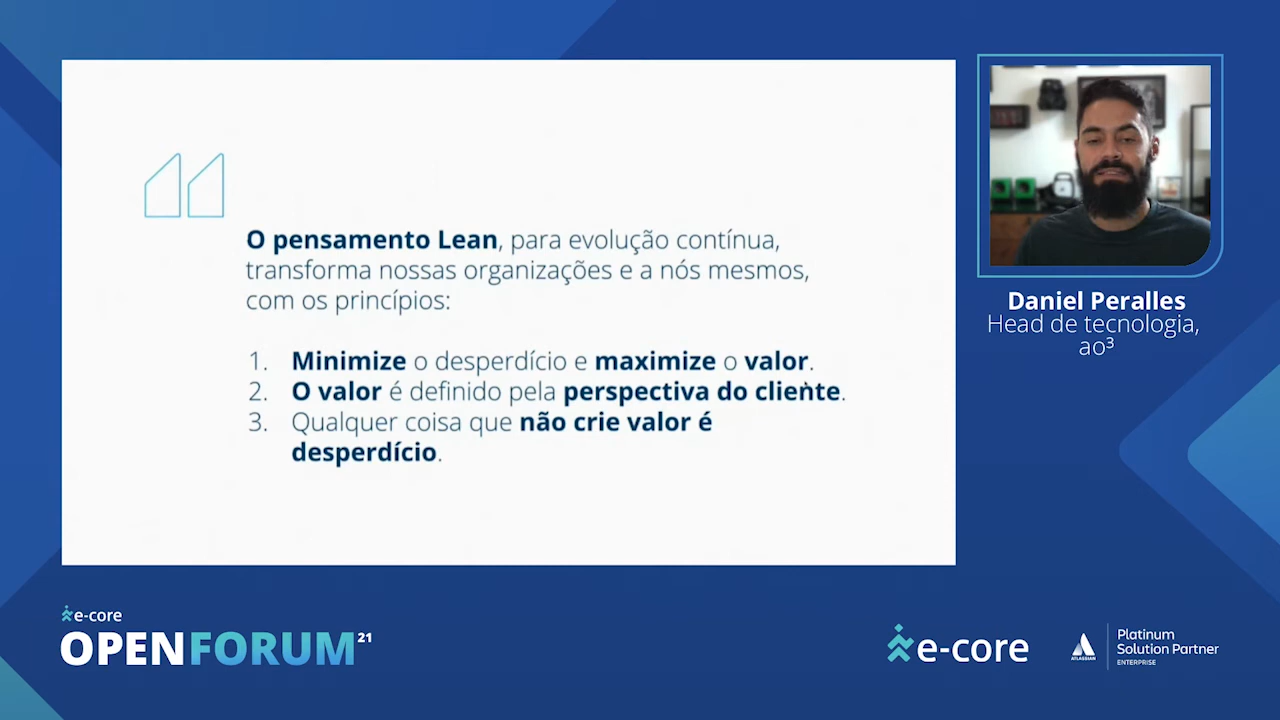 O pensamento Lean, para evolução contínua,
transforma nossas organizações e a nós mesmos,
com os princípios:
1. Minimize o desperdício e maximize o valor.
2. O valor é definido pela perspectiva do cliente.
3. Qualquer coisa que não crie valor é
desperdício.
Daniel Peralles
Head de tecnologia,
ao³
e-core
OPENFORUM²¹
e-core
ATLASSIAN
Platinum
Solution Partner
ENTERPRISE